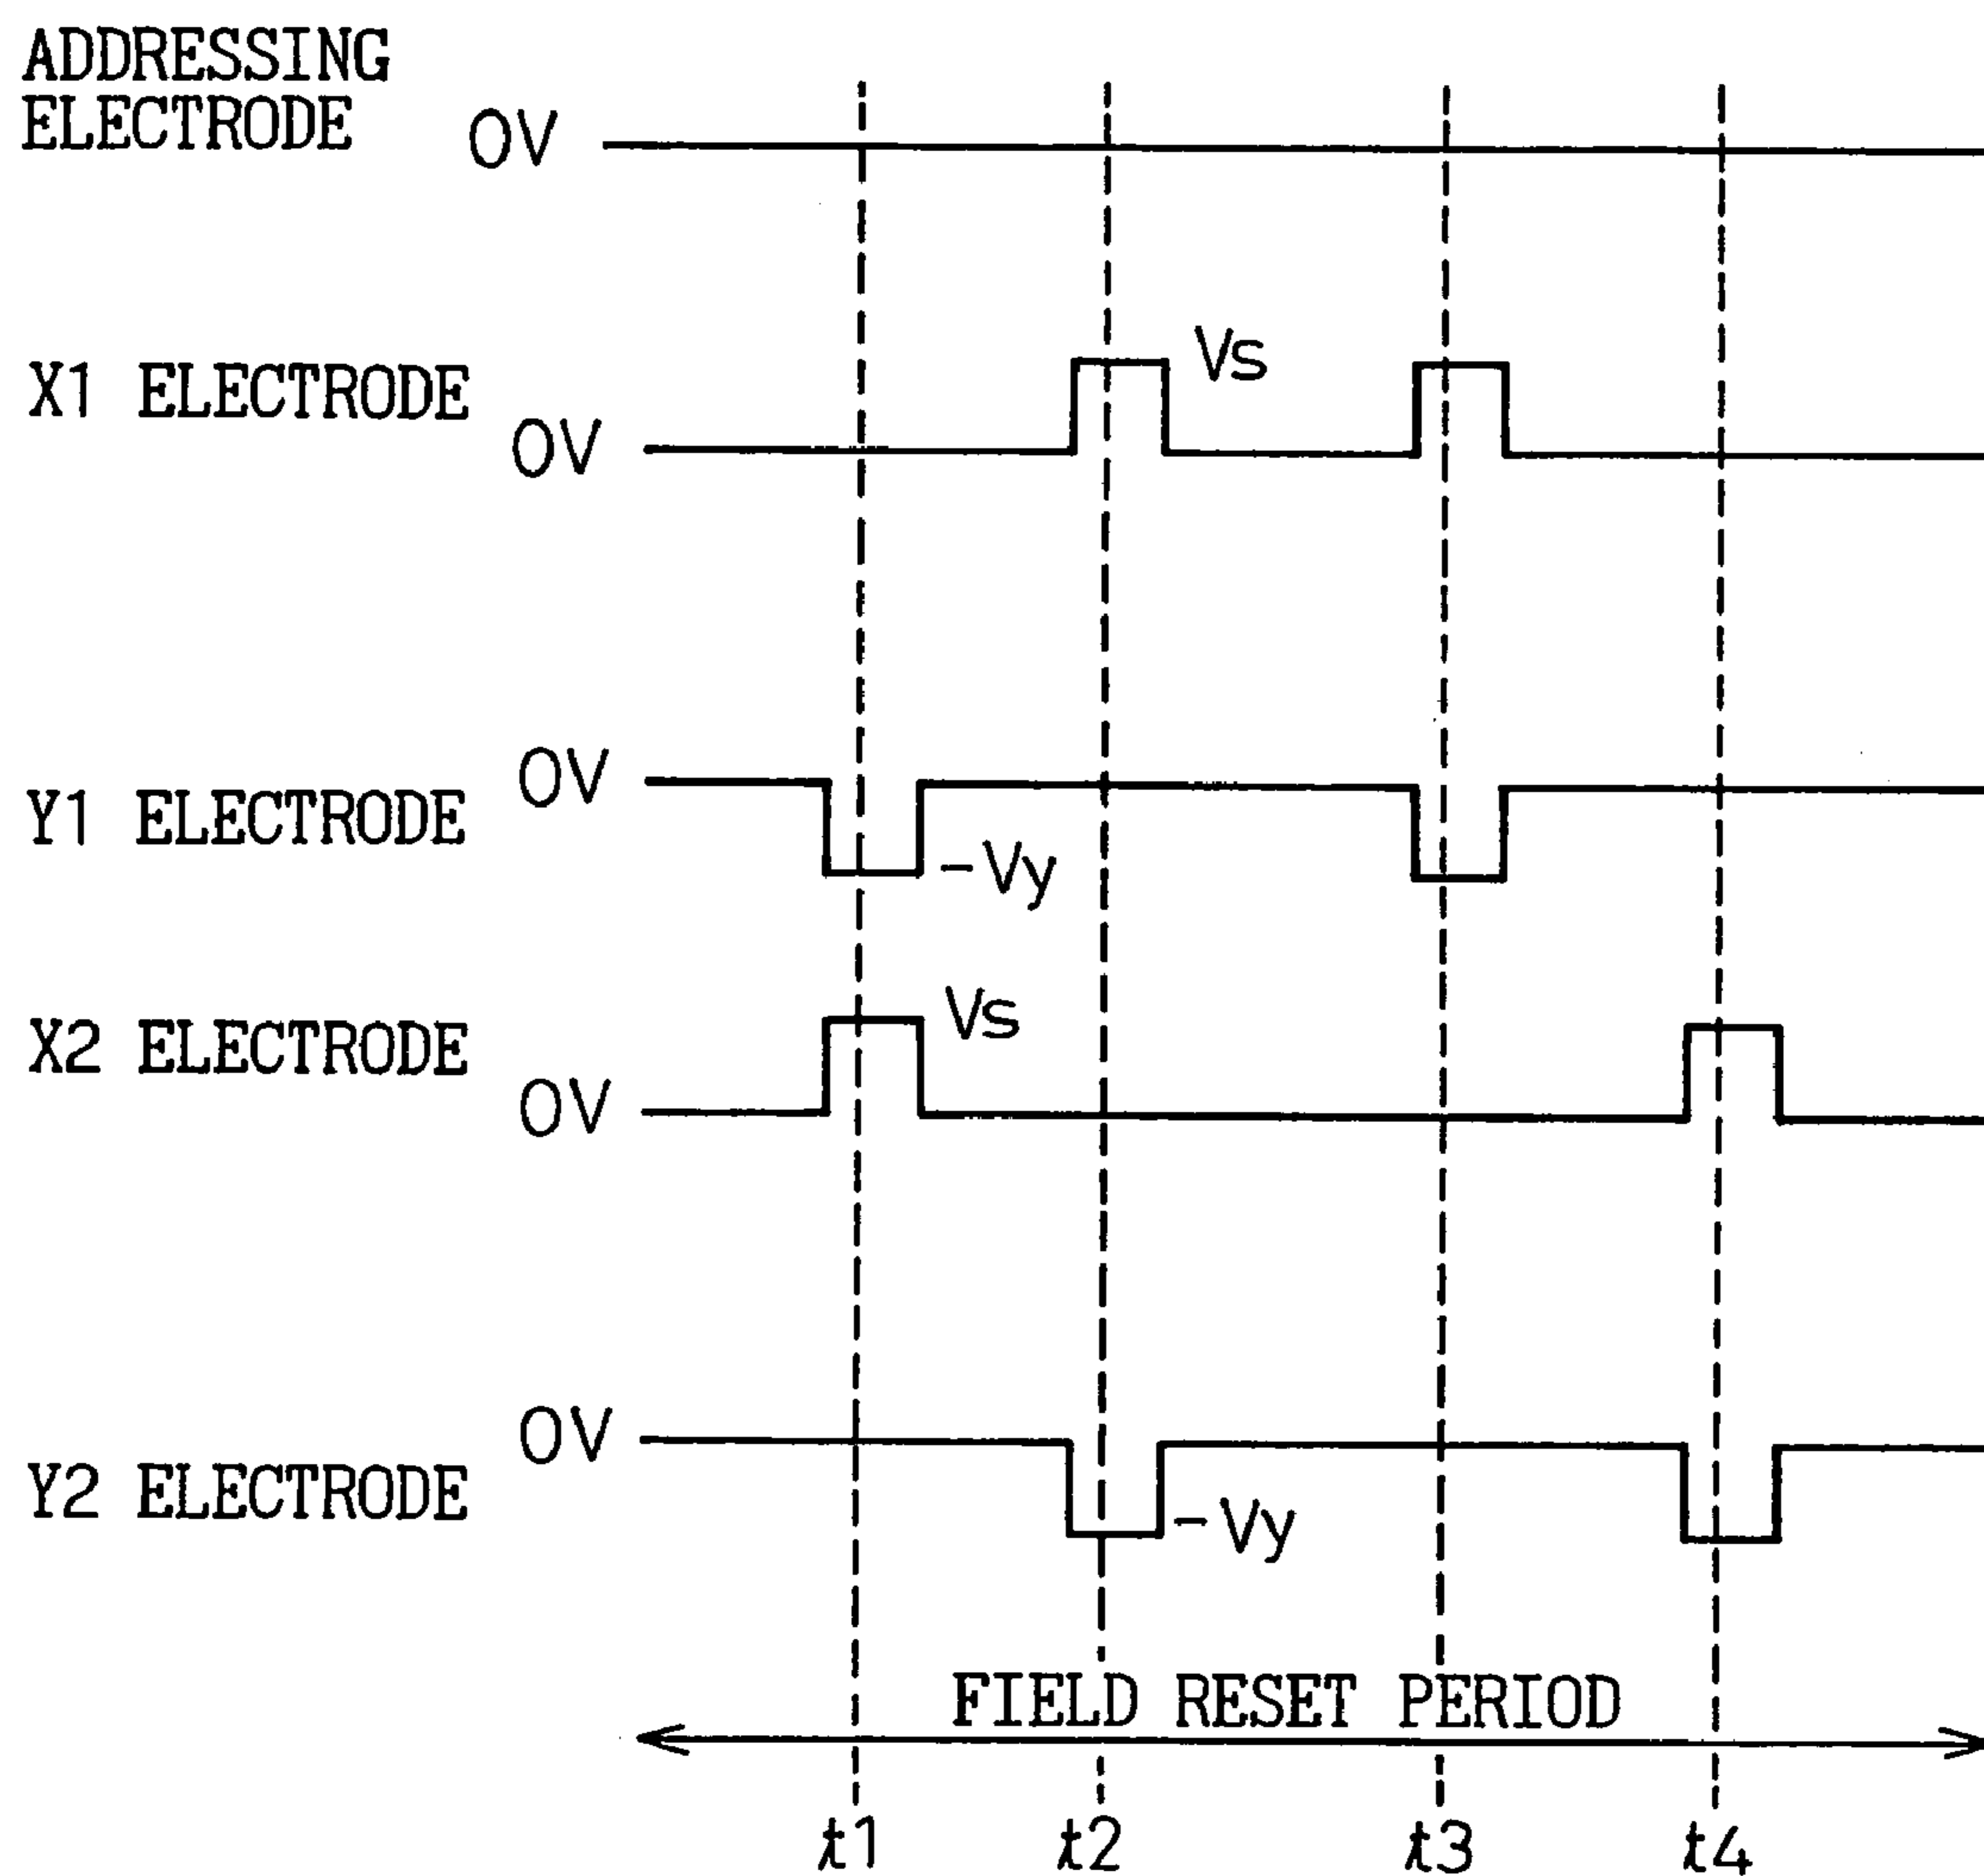 ADDRESSING
ELECTRODE
0V
X1 ELECTRODE
Vs
0V
Y1 ELECTRODE
0V
-Vy
X2 ELECTRODE
Vs
0V
Y2 ELECTRODE
0V
-Vy
FIELD RESET PERIOD
t1 t2 t3 t4